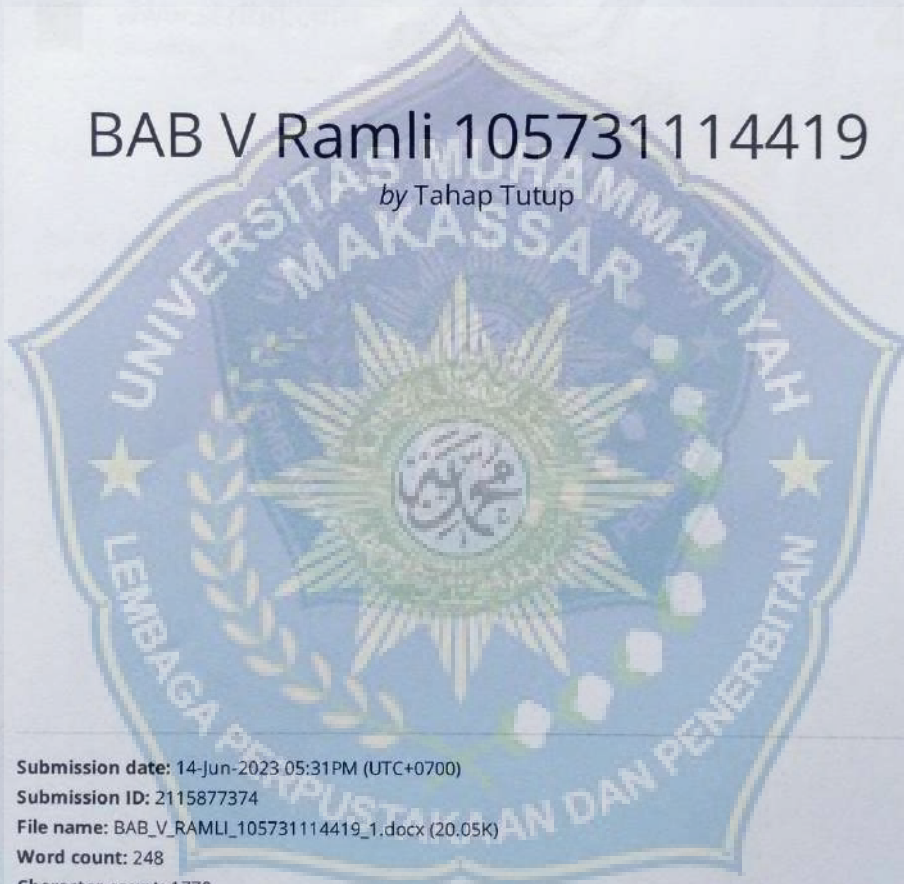 BAB V Ramli 105731114419
by Tahap Tutup
UNIVERSITAS MUHAMMADIYAH
MAKASSAR
LEMBAGA PERPUSTAKAAN DAN PENERBITAN
Submission date: 14-Jun-2023 05:31PM (UTC+0700)
Submission ID: 2115877374
File name: BAB_V_RAMLI_105731114419_1.docx (20.05K)
Word count: 248